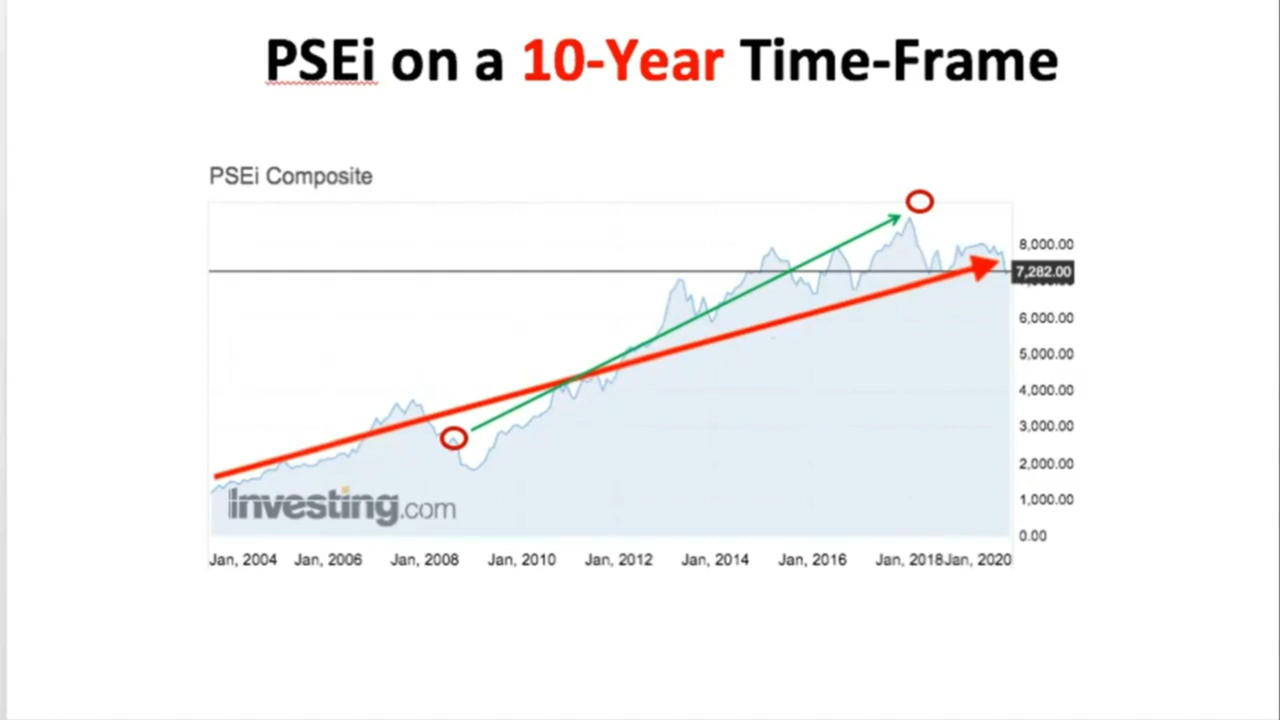 PSEi on a 10-Year Time-Frame
PSEi Composite
8,000.00
7,282.00
6,000.00
5,000.00
4,000.00
3,000.00
2,000.00
1,000.00
0.00
Investing.com
Jan, 2004 Jan, 2006 Jan, 2008 Jan, 2010 Jan, 2012 Jan, 2014 Jan, 2016 Jan, 2018 Jan, 2020